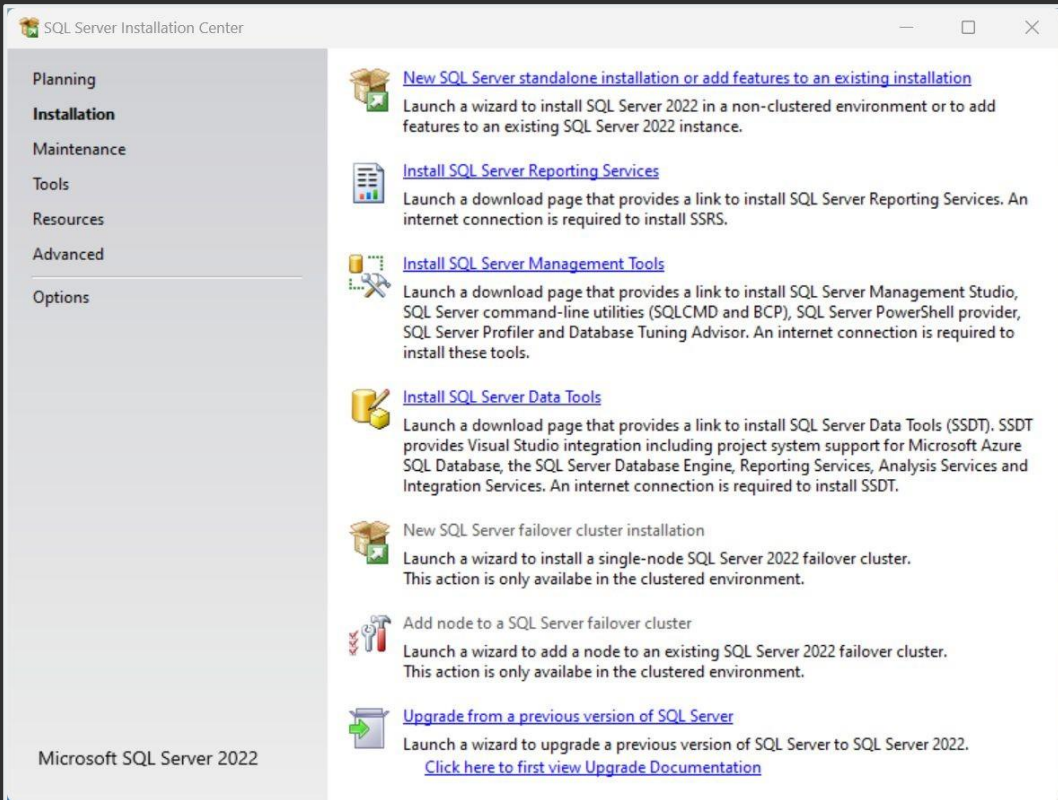 SQL Server Installation Center
Planning
Installation
Maintenance
Tools
Resources
Advanced
Options
Microsoft SQL Server 2022
New SQL Server standalone installation or add features to an existing installation
Launch a wizard to install SQL Server 2022 in a non-clustered environment or to add
features to an existing SQL Server 2022 instance.
Install SQL Server Reporting Services
Launch a download page that provides a link to install SQL Server Reporting Services. An
internet connection is required to install SSRS.
Install SQL Server Management Tools
Launch a download page that provides a link to install SQL Server Management Studio,
SQL Server command-line utilities (SQLCMD and BCP), SQL Server PowerShell provider,
SQL Server Profiler and Database Tuning Advisor. An internet connection is required to
install these tools.
Install SQL Server Data Tools
Launch a download page that provides a link to install SQL Server Data Tools (SSDT). SSDT
provides Visual Studio integration including project system support for Microsoft Azure
SQL Database, the SQL Server Database Engine, Reporting Services, Analysis Services and
Integration Services. An internet connection is required to install SSDT.
New SQL Server failover cluster installation
Launch a wizard to install a single-node SQL Server 2022 failover cluster.
This action is only availabe in the clustered environment.
Add node to a SQL Server failover cluster
Launch a wizard to add a node to an existing SQL Server 2022 failover cluster.
This action is only availabe in the clustered environment.
Upgrade from a previous version of SQL Server
Launch a wizard to upgrade a previous version of SQL Server to SQL Server 2022.
Click here to first view Upgrade Documentation